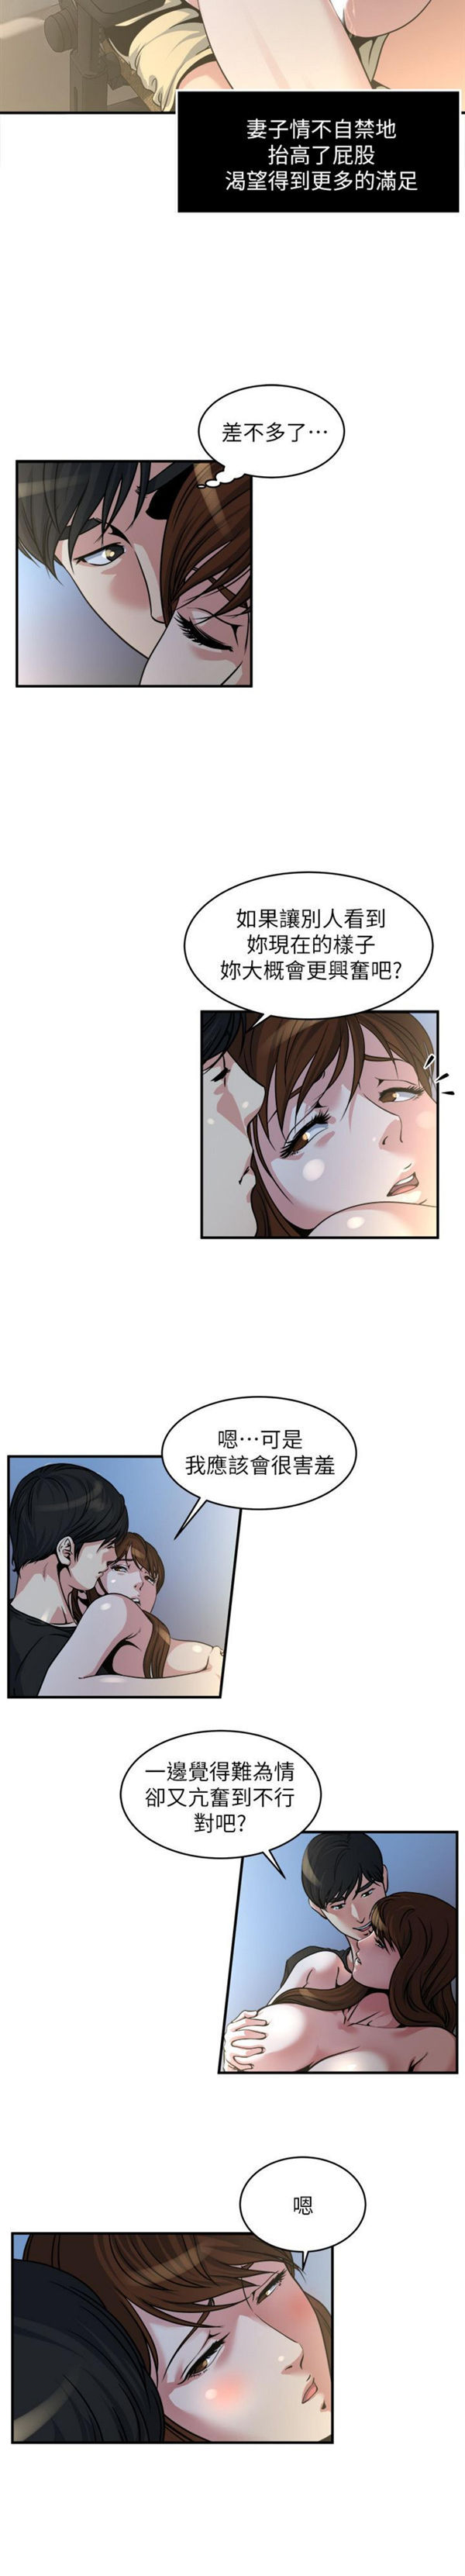 妻子情不自禁地
抬高了屁股
渴望得到更多的滿足
差不多了…
如果讓別人看到
妳現在的樣子
妳大概會更興奮吧?
嗯…可是
我應該會很害羞
一邊覺得難為情
卻又亢奮到不行
對吧?
嗯